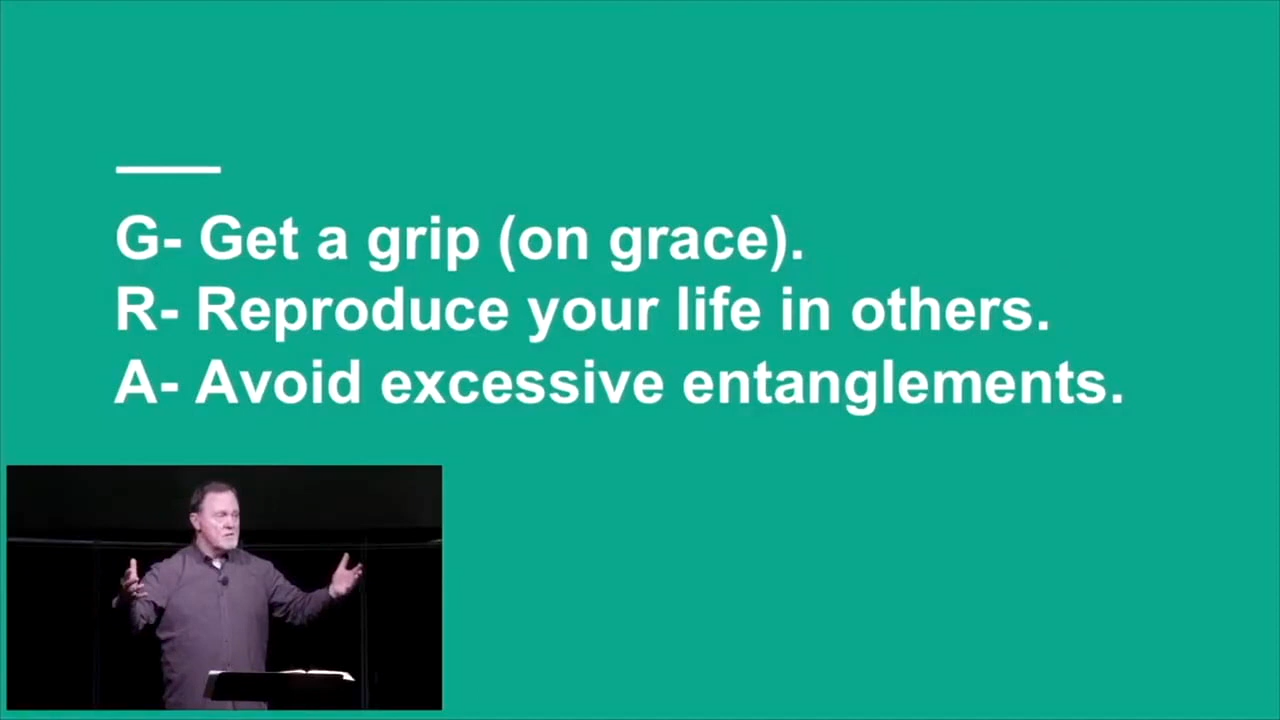 G- Get a grip (on grace).
R- Reproduce your life in others.
A- Avoid excessive entanglements.